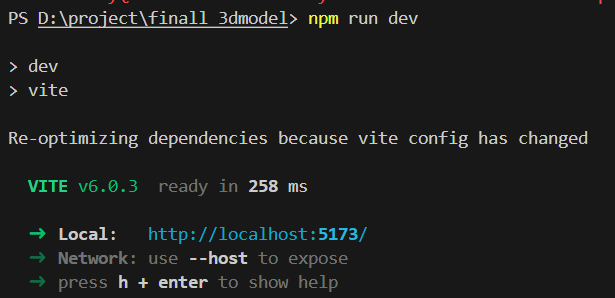 PS D:\project\finall 3dmodel> npm run dev
> dev
> vite
Re-optimizing dependencies because vite config has changed
VITE v6.0.3 ready in 258 ms
➜ Local: http://localhost:5173/
➜ Network: use --host to expose
➜ press h + enter to show help